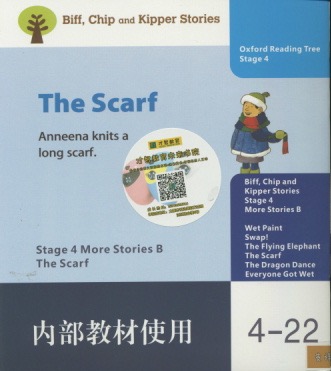 Biff, Chip and Kipper Stories
Oxford Reading Tree
Stage 4
The Scarf
Anneena knits a
long scarf.
Biff, Chip and
Kipper Stories
Stage 4
More Stories B
Wet Paint
Swap!
The Flying Elephant
The Scarf
The Dragon Dance
Everyone Got Wet
Stage 4 More Stories B
The Scarf
内部教材使用
4-22